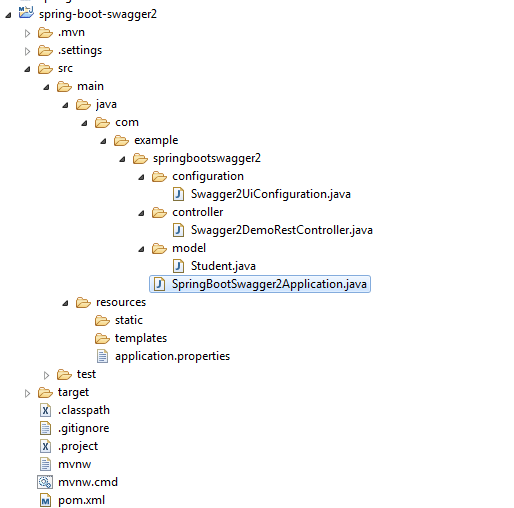 spring-boot-swagger2
.mvn
.settings
src
main
java
com
example
springbootswagger2
configuration
Swagger2UiConfiguration.java
controller
Swagger2DemoRestController.java
model
Student.java
SpringBootSwagger2Application.java
resources
static
templates
application.properties
test
target
.classpath
.gitignore
.project
mvnw
mvnw.cmd
pom.xml